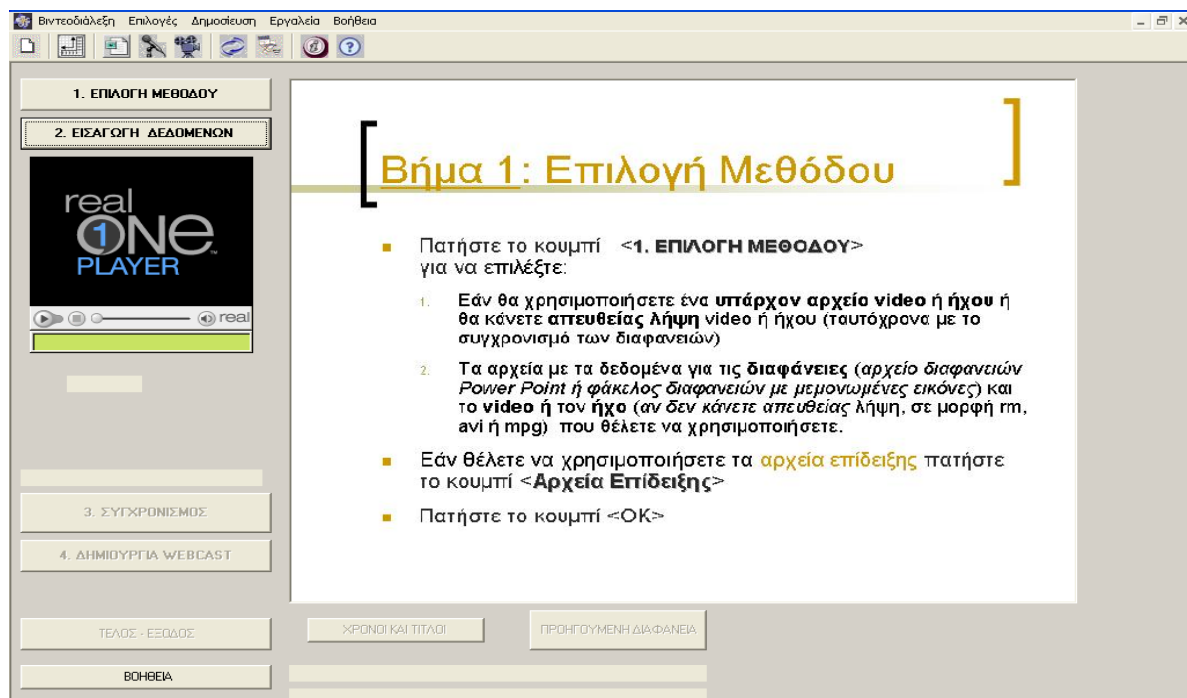 Βιντεοδιάλεξη Επιλογές Δημοσίευση Εργαλεία Βοήθεια
1. ΕΠΙΛΟΓΗ ΜΕΘΟΔΟΥ
2. ΕΙΣΑΓΩΓΗ ΔΕΔΟΜΕΝΩΝ
real
ONE
PLAYER
real
3. ΣΥΓΧΡΟΝΙΣΜΟΣ
4. ΔΗΜΙΟΥΡΓΙΑ WEBCAST
ΤΕΛΟΣ - ΕΞΟΔΟΣ
ΒΟΗΘΕΙΑ
Βήμα 1: Επιλογή Μεθόδου
Πατήστε το κουμπί <1. ΕΠΙΛΟΓΗ ΜΕΘΟΔΟΥ>
για να επιλέξτε:
1. Εάν θα χρησιμοποιήσετε ένα υπάρχον αρχείο video ή ήχου ή
θα κάνετε απευθείας λήψη video ή ήχου (ταυτόχρονα με το
συγχρονισμό των διαφανειών)
2. Τα αρχεία με τα δεδομένα για τις διαφάνειες (αρχείο διαφανειών
Power Point ή φάκελος διαφανειών με μεμονωμένες εικόνες) και
το video ή τον ήχο (αν δεν κάνετε απευθείας λήψη, σε μορφή rm,
avi ή mpg) που θέλετε να χρησιμοποιήσετε.
Εάν θέλετε να χρησιμοποιήσετε τα αρχεία επίδειξης πατήστε
το κουμπί <Αρχεία Επίδειξης>
Πατήστε το κουμπί <OK>
ΧΡΟΝΟΙ ΚΑΙ ΤΙΤΛΟΙ
ΠΡΟΗΓΟΥΜΕΝΗ ΔΙΑΦΑΝΕΙΑ